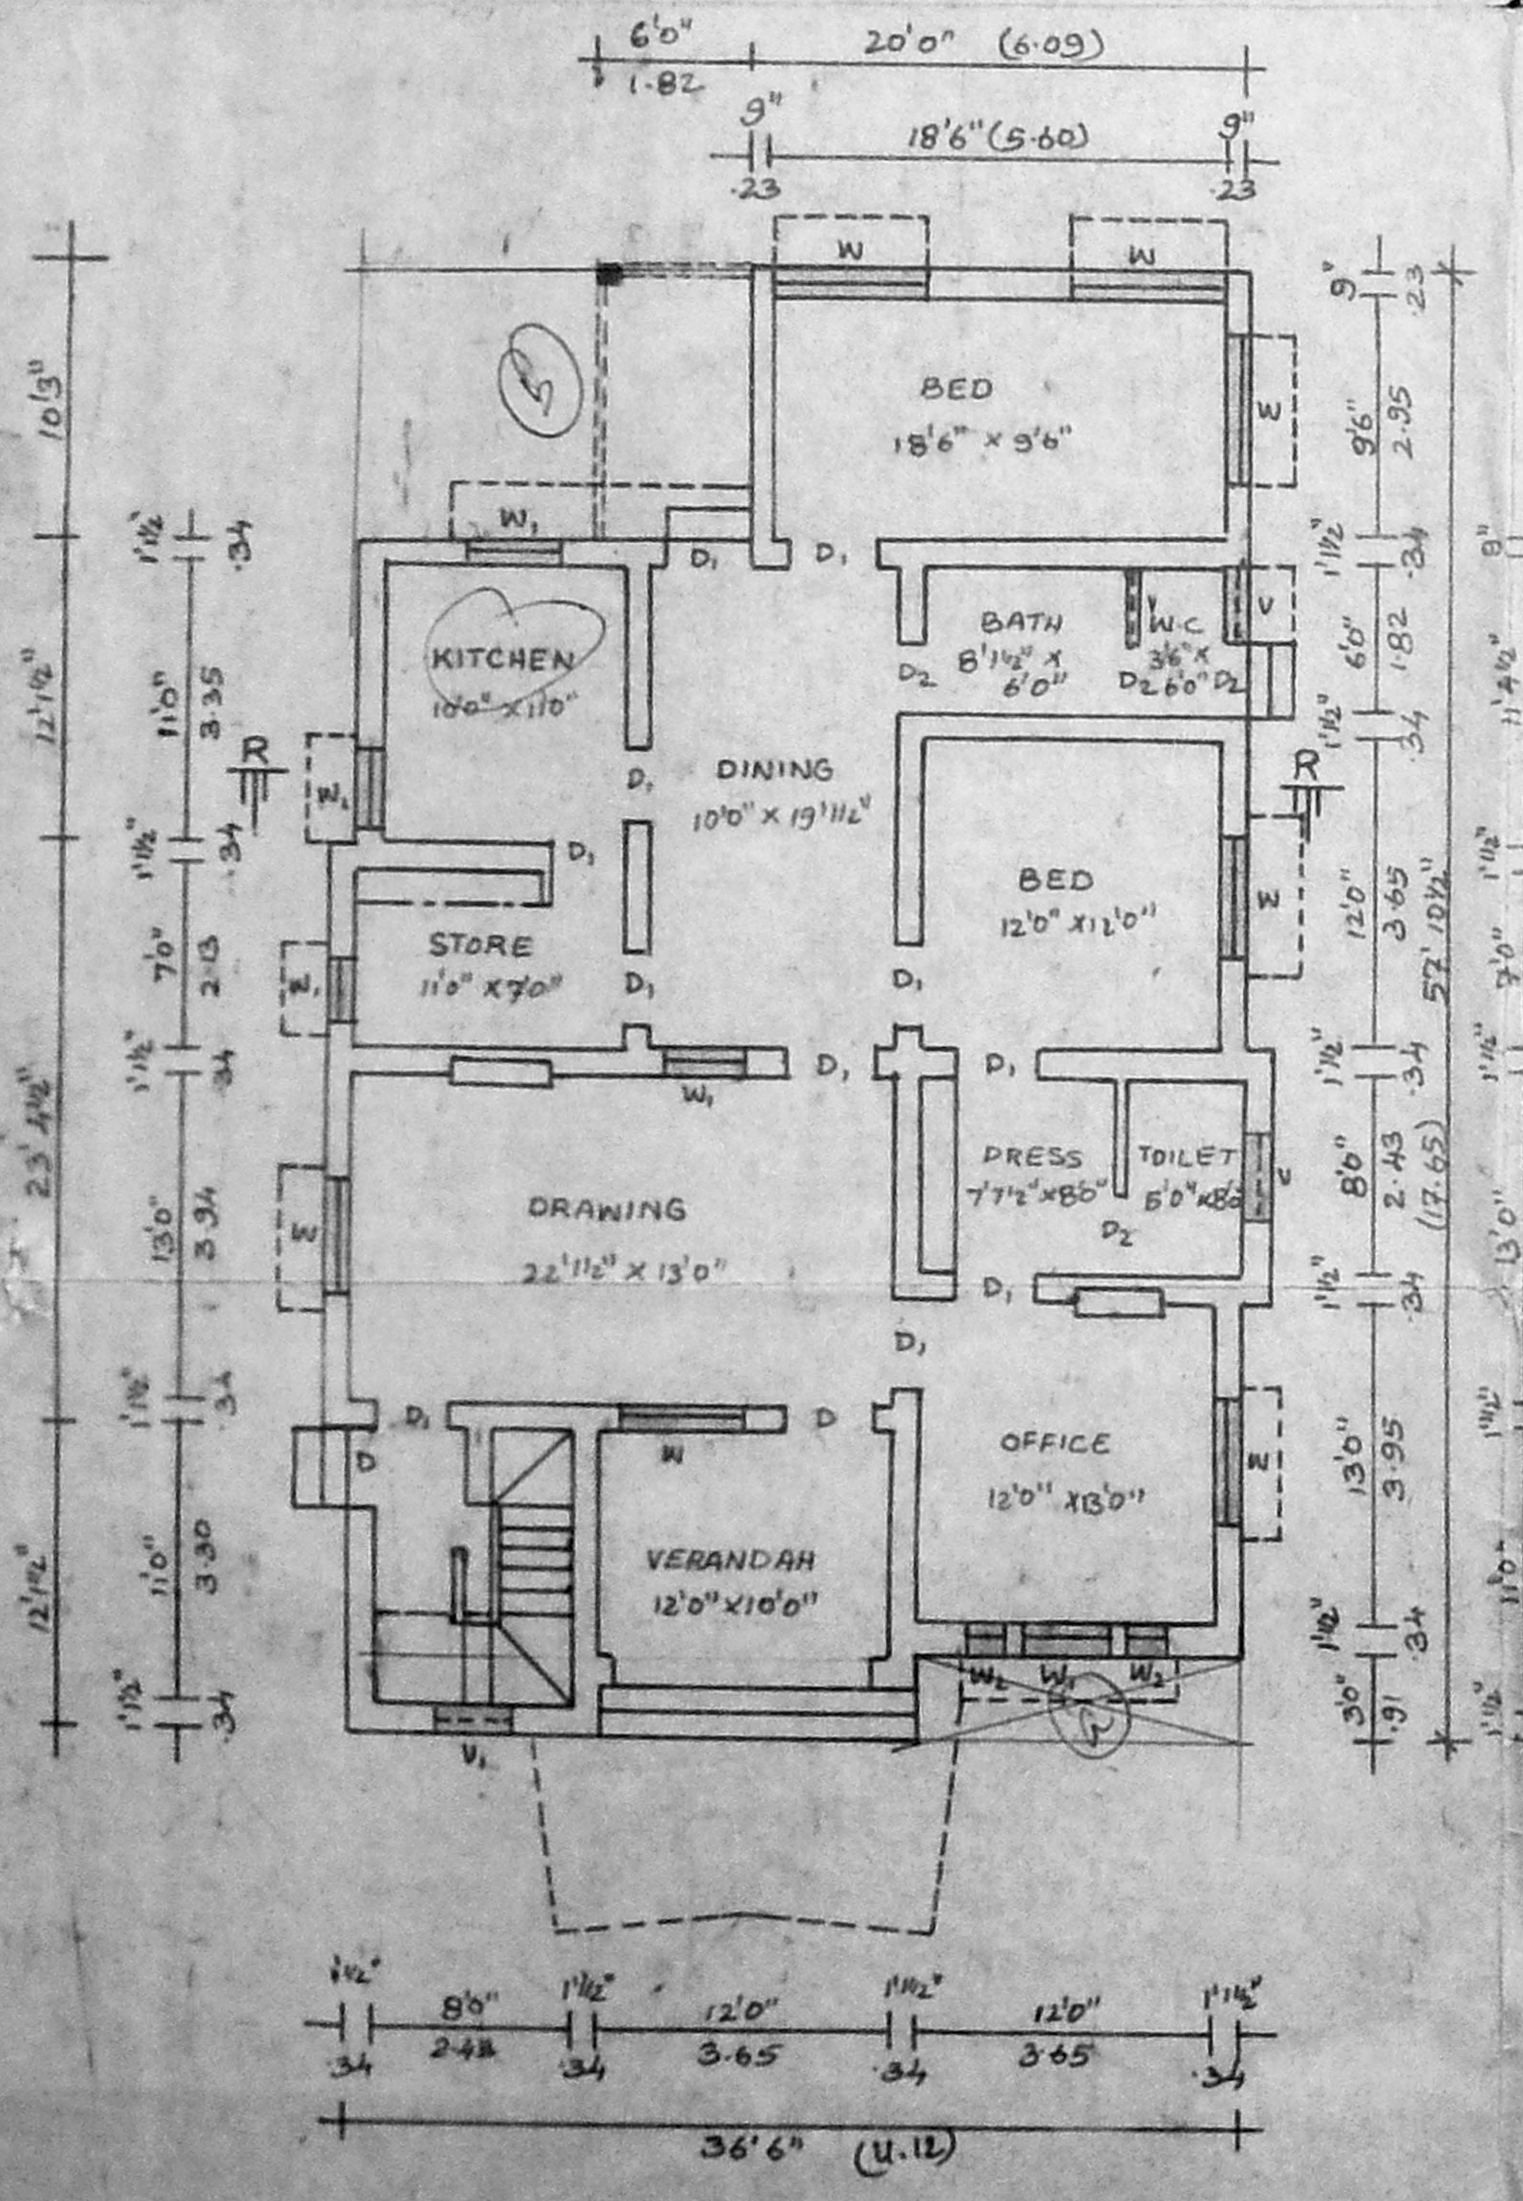 6'0" 20'0" (6.09)
1.82
9" 18'6" (5.60) 9"
.23 .23
W W
9"
.23
10'3"
BED
18'6" x 9'6"
W
9'6"
2.95
W1
1'1½"
.34
D1 D1
1'1½"
.34
9"
KITCHEN
10'0" x 11'0"
BATH
8'1½" x
6'0"
W.C
3'6" x
6'0"
V
D2 D2 D2
6'0"
1.82
12'1½"
11'0"
3.35
11'4½"
1'1½"
.34
R R
W1
D1
DINING
10'0" x 19'1½"
1'1½"
.34
D1
BED
12'0" x 12'0"
W
12'0"
3.65
57' 10½"
(17.65)
1'1½"
STORE
11'0" x 7'0"
W1
7'0"
2.13
D1 D1
7'0"
1'1½"
.34
W1
D1 D1
1'1½"
.34
1'1½"
23' 4½"
DRESS
7'7½" x 8'0"
TOILET
5'0" x 8'0"
V
D2
8'0"
2.43
DRAWING
22'1½" x 13'0"
W
13'0"
3.94
13'0"
D1
1'1½"
.34
D1
1'1½"
.34
D1 D
W
D
1'1½"
OFFICE
12'0" x 13'0"
W
13'0"
3.95
12'1½"
11'0"
3.30
VERANDAH
12'0" x 10'0"
11'0"
1'1½"
.34
W2 W1 W2
3'0"
.91
1'1½"
.34
1'1½"
V1
1½" 8'0" 1'1½" 12'0" 1'1½" 12'0" 1'1½"
.34 2.43 .34 3.65 .34 3.65 .34
36'6" (11.12)